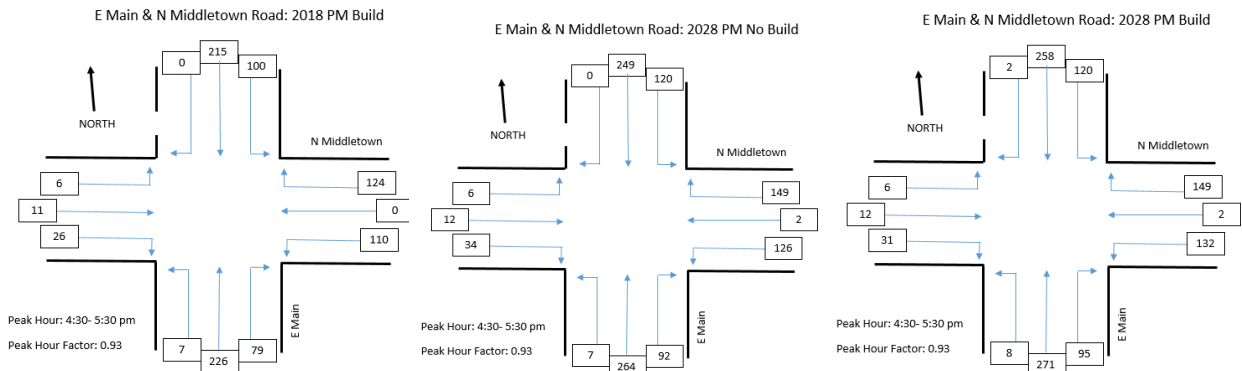 E Main & N Middletown Road: 2018 PM Build
0
215
100
NORTH
N Middletown
6
124
11
0
26
110
Peak Hour: 4:30- 5:30 pm
E Main
Peak Hour Factor: 0.93
7
226
79
E Main & N Middletown Road: 2028 PM No Build
0
249
120
NORTH
N Middletown
6
149
12
2
34
126
Peak Hour: 4:30- 5:30 pm
E Main
Peak Hour Factor: 0.93
7
264
92
E Main & N Middletown Road: 2028 PM Build
2
258
120
NORTH
N Middletown
6
149
12
2
31
132
Peak Hour: 4:30- 5:30 pm
E Main
Peak Hour Factor: 0.93
8
271
95